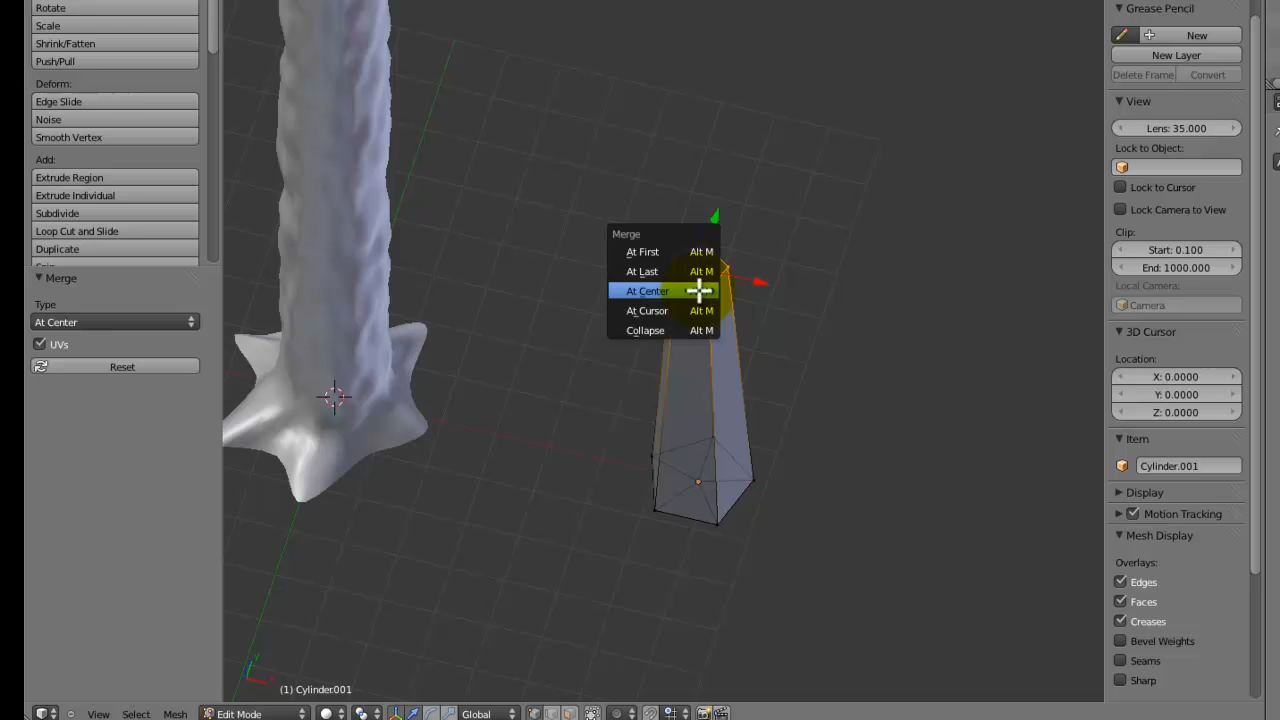 Rotate
Scale
Shrink/Fatten
Push/Pull
Deform:
Edge Slide
Noise
Smooth Vertex
Add:
Extrude Region
Extrude Individual
Subdivide
Loop Cut and Slide
Duplicate
Merge
Type
At Center
UVs
Reset
Merge
At First Alt M
At Last Alt M
At Center
At Cursor Alt M
Collapse Alt M
(1) Cylinder.001
View Select Mesh Edit Mode Global
Grease Pencil
New
New Layer
Delete Frame Convert
View
Lens: 35.000
Lock to Object:
Lock to Cursor
Lock Camera to View
Clip:
Start: 0.100
End: 1000.000
Local Camera:
Camera
3D Cursor
Location:
X: 0.0000
Y: 0.0000
Z: 0.0000
Item
Cylinder.001
Display
Motion Tracking
Mesh Display
Overlays:
Edges
Faces
Creases
Bevel Weights
Seams
Sharp